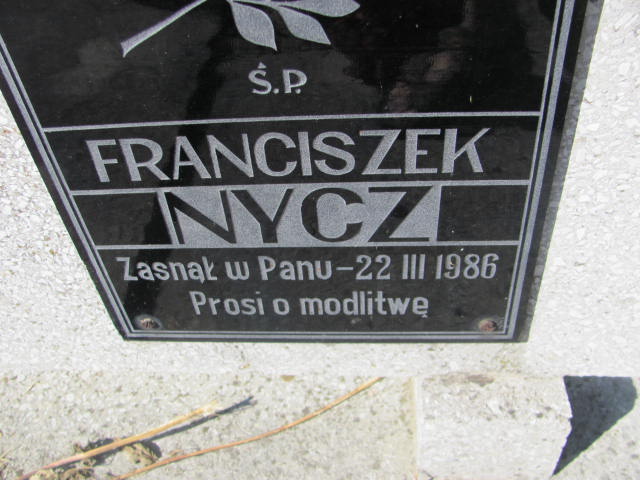 Ś.P.
FRANCISZEK
NYCZ
Zasnął w Panu - 22 III 1986
Prosi o modlitwę